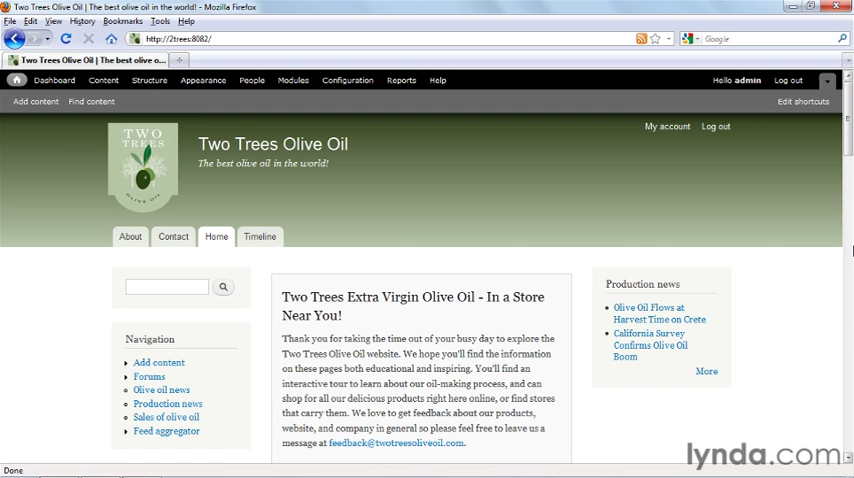 Two Trees Olive Oil | The best olive oil in the world! - Mozilla Firefox
File Edit View History Bookmarks Tools Help
http://2trees:8082/
Google
Two Trees Olive Oil | The best olive o...
Dashboard Content Structure Appearance People Modules Configuration Reports Help
Hello admin Log out
Add content Find content
Edit shortcuts
My account Log out
TWO
TREES
OLIVE OIL
Two Trees Olive Oil
The best olive oil in the world!
About Contact Home Timeline
Navigation
Add content
Forums
Olive oil news
Production news
Sales of olive oil
Feed aggregator
Two Trees Extra Virgin Olive Oil - In a Store
Near You!
Thank you for taking the time out of your busy day to explore the
Two Trees Olive Oil website. We hope you'll find the information
on these pages both educational and inspiring. You'll find an
interactive tour to learn about our oil-making process, and can
shop for all our delicious products right here online, or find stores
that carry them. We love to get feedback about our products,
website, and company in general so please feel free to leave us a
message at feedback@twotreesoliveoil.com.
Production news
Olive Oil Flows at
Harvest Time on Crete
California Survey
Confirms Olive Oil
Boom
More
lynda.com
Done